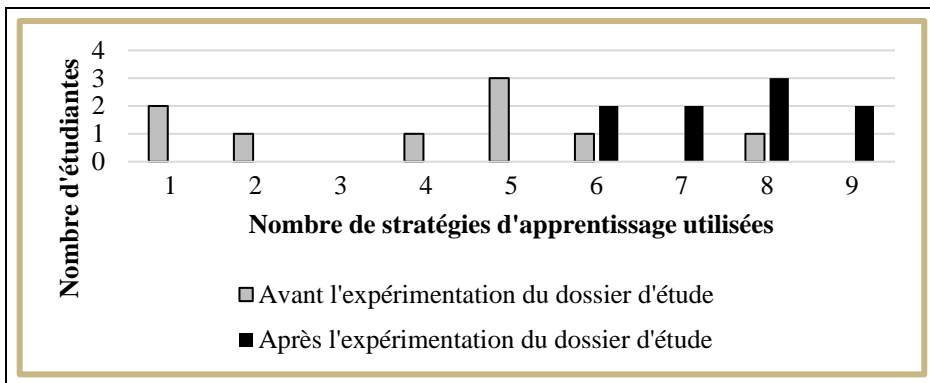 Nombre d'étudiantes
4
3
2
1
0
1 2 3 4 5 6 7 8 9
Nombre de stratégies d'apprentissage utilisées
Avant l'expérimentation du dossier d'étude
Après l'expérimentation du dossier d'étude